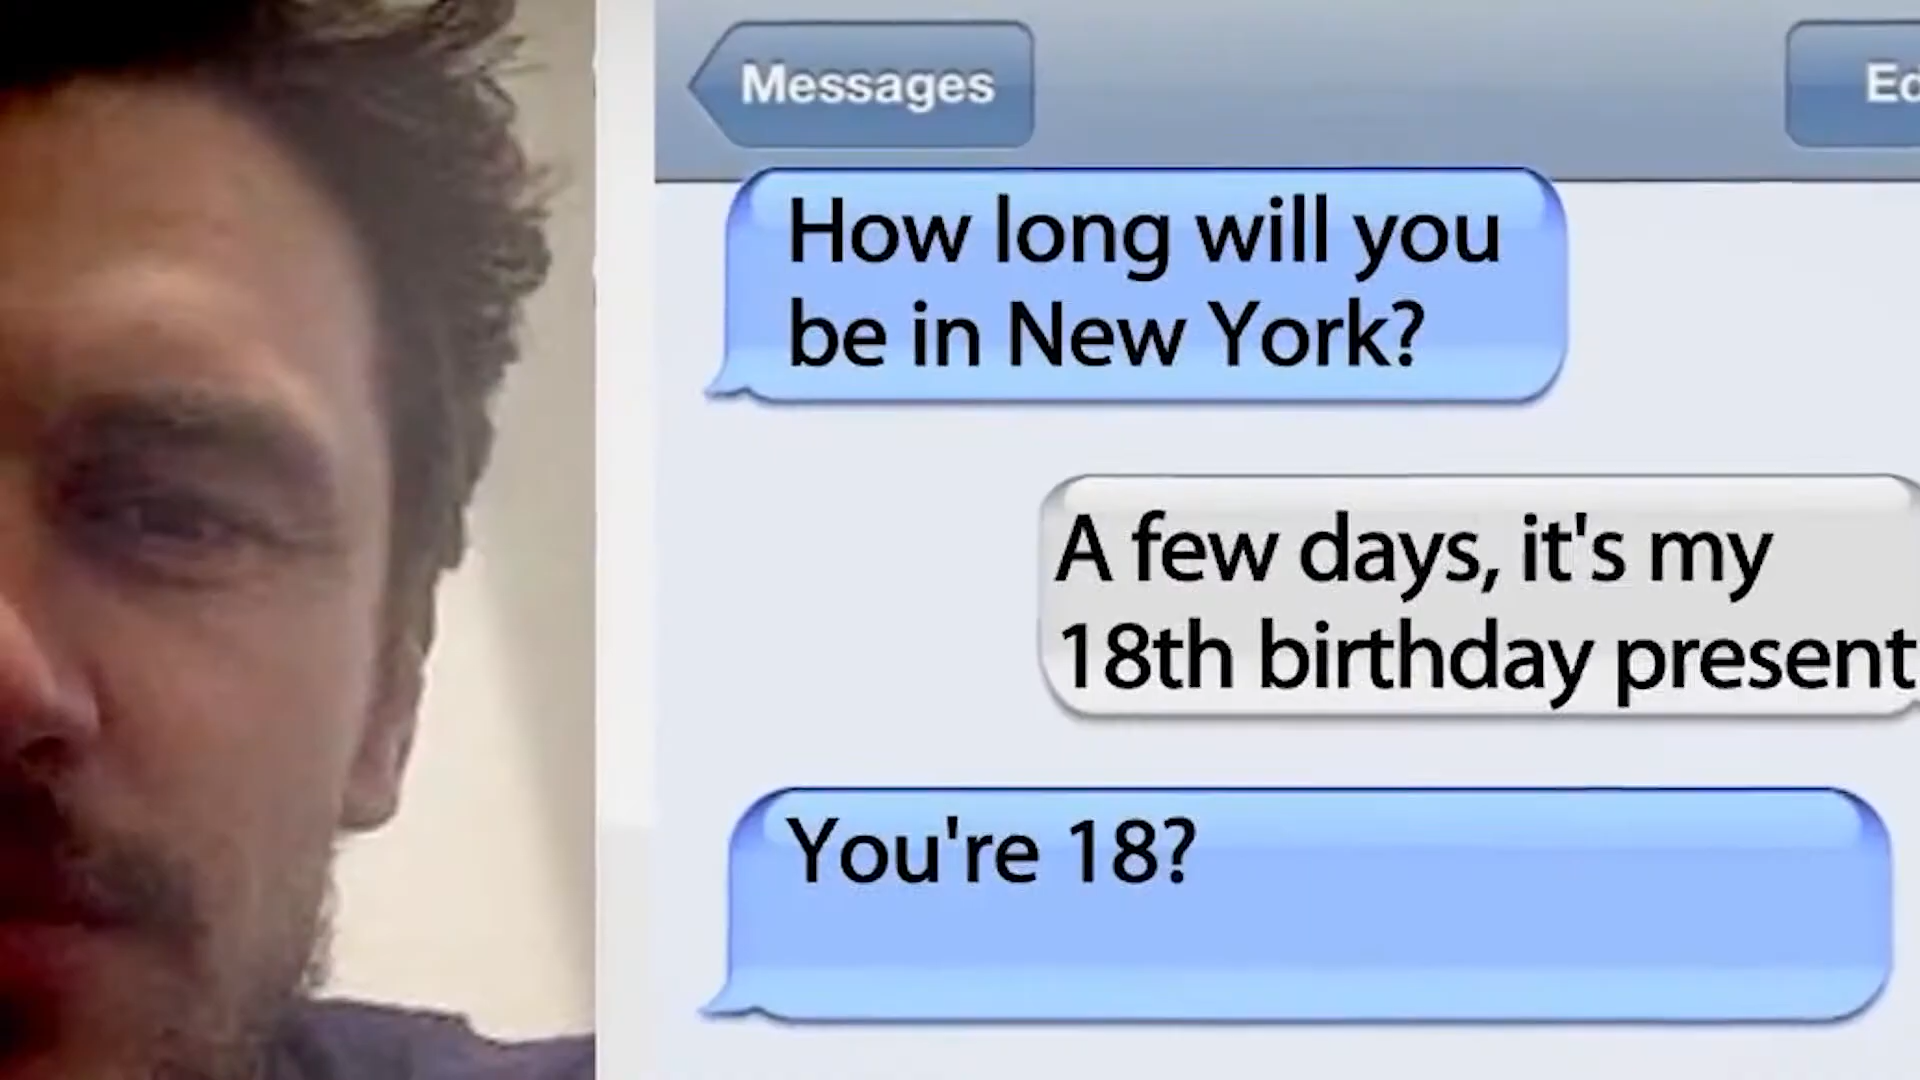 Messages
How long will you
be in New York?
A few days, it's my
18th birthday present
You're 18?